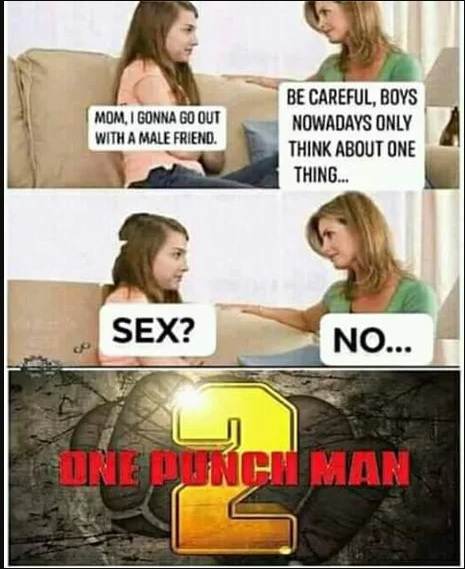 MOM, I GONNA GO OUT
WITH A MALE FRIEND.
BE CAREFUL, BOYS
NOWADAYS ONLY
THINK ABOUT ONE
THING...
SEX?
NO...
2
ONE PUNCH MAN